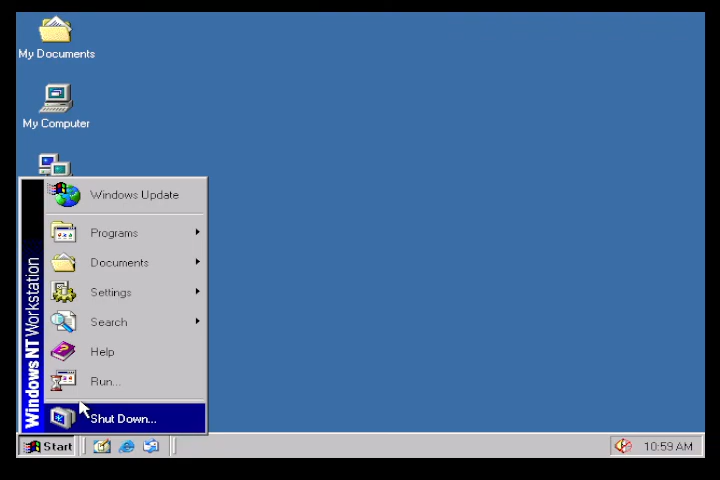 My Documents
My Computer
Windows Update
Programs
Documents
Settings
Search
Help
Run...
Shut Down...
Windows NT Workstation
Start
10:59 AM